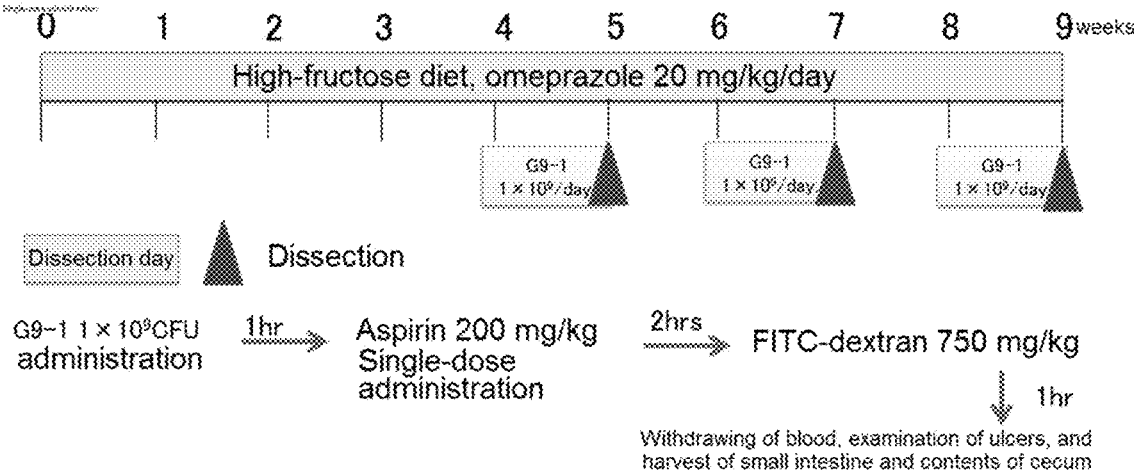 0 1 2 3 4 5 6 7 8 9 weeks
High-fructose diet, omeprazole 20 mg/kg/day
G9-1 G9-1 G9-1
1×10⁹/day 1×10⁹/day 1×10⁹/day
Dissection day Dissection
G9-1 1×10⁹CFU
administration
1hr
Aspirin 200 mg/kg
Single-dose
administration
2hrs
FITC-dextran 750 mg/kg
1hr
Withdrawing of blood, examination of ulcers, and
harvest of small intestine and contents of cecum